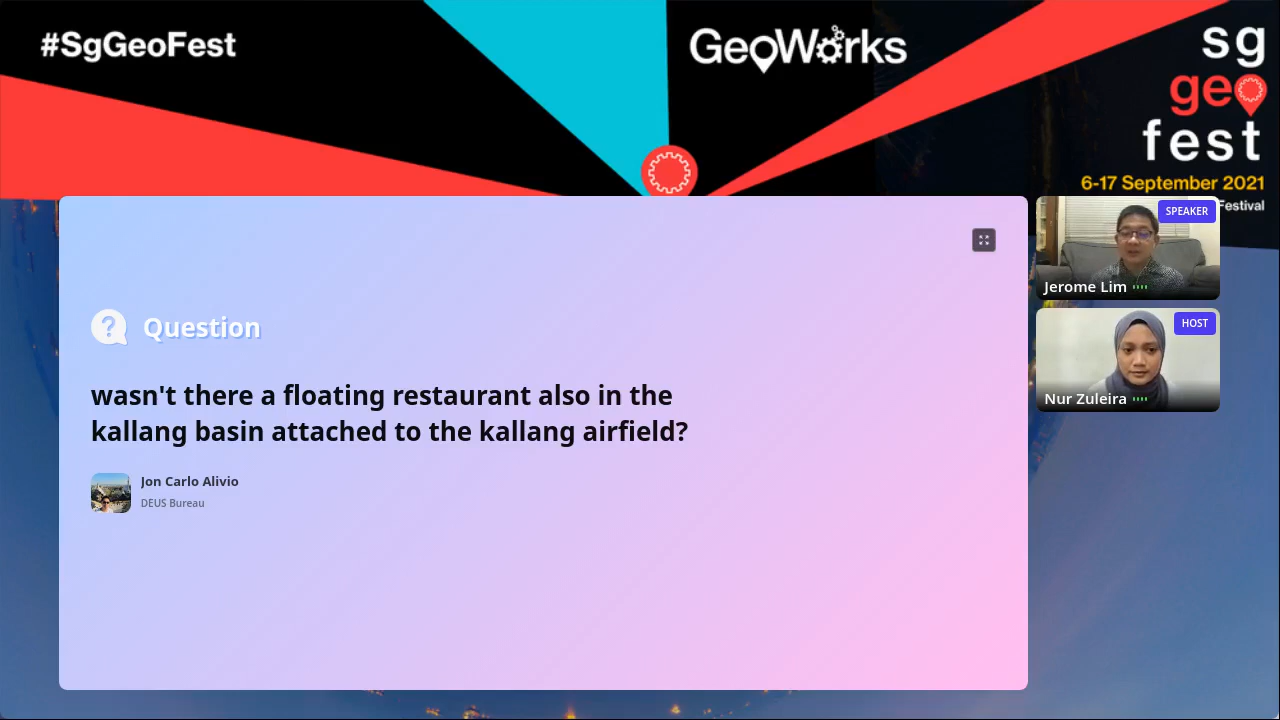 #SgGeoFest
GeoWorks
sg
geo
fest
6-17 September 2021
Festival
SPEAKER
Jerome Lim
HOST
Nur Zuleira
Question
wasn't there a floating restaurant also in the
kallang basin attached to the kallang airfield?
Jon Carlo Alivio
DEUS Bureau